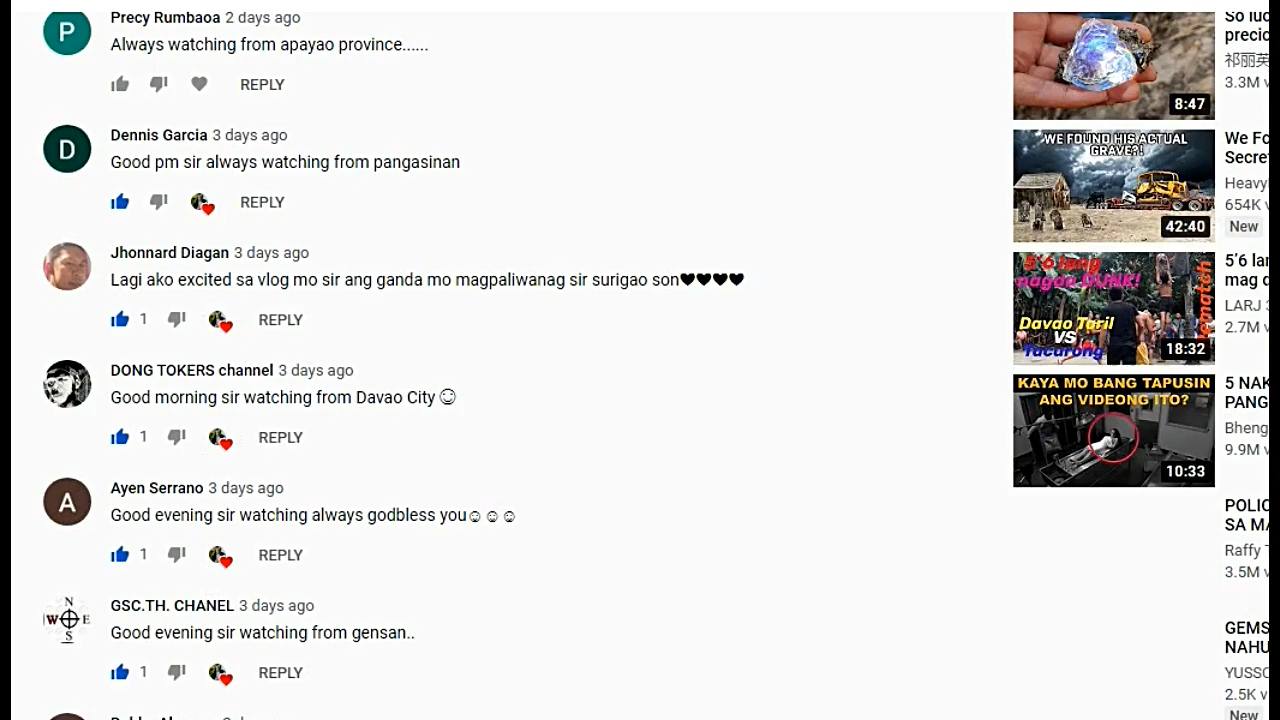 Precy Rumbaoa 2 days ago
Always watching from apayao province......
REPLY
D
Dennis Garcia 3 days ago
Good pm sir always watching from pangasinan
REPLY
Jhonnard Diagan 3 days ago
Lagi ako excited sa vlog mo sir ang ganda mo magpaliwanag sir surigao son🖤🖤🖤🖤
1 REPLY
DONG TOKERS channel 3 days ago
Good morning sir watching from Davao City ☺
1 REPLY
A
Ayen Serrano 3 days ago
Good evening sir watching always godbless you☺☺☺
1 REPLY
N
W E
S
GSC.TH. CHANEL 3 days ago
Good evening sir watching from gensan..
1 REPLY
P
8:47
So luc
precio
祁丽英
3.3M v
WE FOUND HIS ACTUAL
GRAVE?!
42:40
We Fo
Secre
Heavy
654K v
New
5'6 lang
nagda DUNK!
Davao Toril
VS
Tacurong
rematch
18:32
5'6 lan
mag d
LARJ
2.7M v
KAYA MO BANG TAPUSIN
ANG VIDEONG ITO?
10:33
5 NAK
PANG
Bheng
9.9M v
POLIC
SA MA
Raffy T
3.5M v
GEMS
NAHU
YUSSC
2.5K v
New